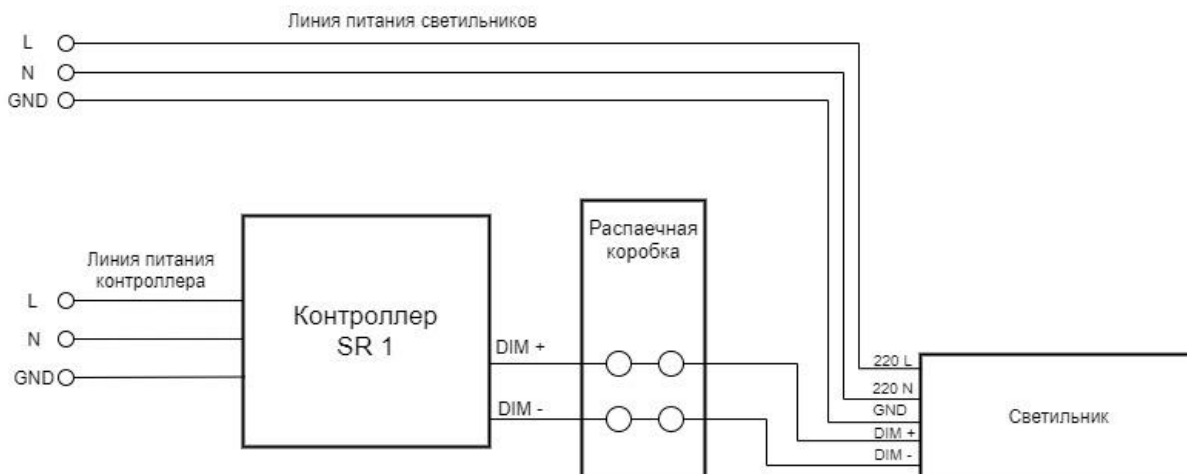 Линия питания светильников
L
N
GND
Линия питания
контроллера
L
N
GND
Контроллер
SR 1
DIM +
DIM -
Распаечная
коробка
220 L
220 N
GND
DIM +
DIM -
Светильник